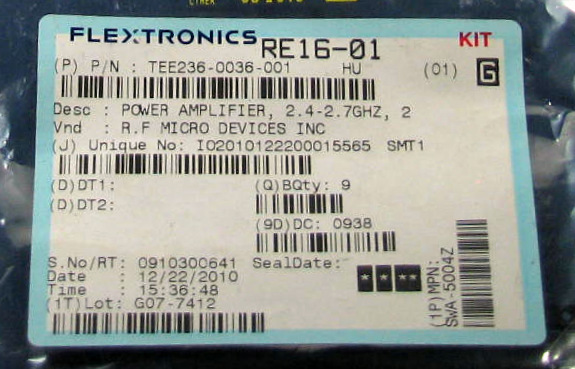 FLEXTRONICS RE16-01 KIT
(P) P/N : TEE236-0036-001 HU (01) G
Desc : POWER AMPLIFIER, 2.4-2.7GHZ, 2
Vnd : R.F MICRO DEVICES INC
(J) Unique No: IO2010122200015565 SMT1
(D)DT1: (Q)BQty: 9
(D)DT2:
(9D)DC: 0938
S.No/RT: 0910300641 SealDate:
Date : 12/22/2010
Time : 15:36:48
(1T)Lot: G07-7412
* * **
(1P)MPN:
SWA-5004Z